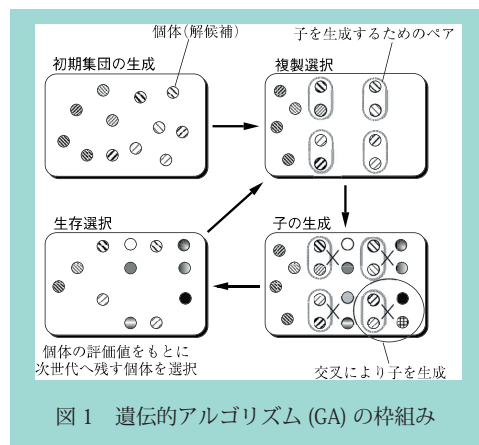 個体(解候補)
子を生成するためのペア
初期集団の生成
複製選択
生存選択
子の生成
個体の評価値をもとに
次世代へ残す個体を選択
交叉により子を生成
図 1 遺伝的アルゴリズム (GA) の枠組み